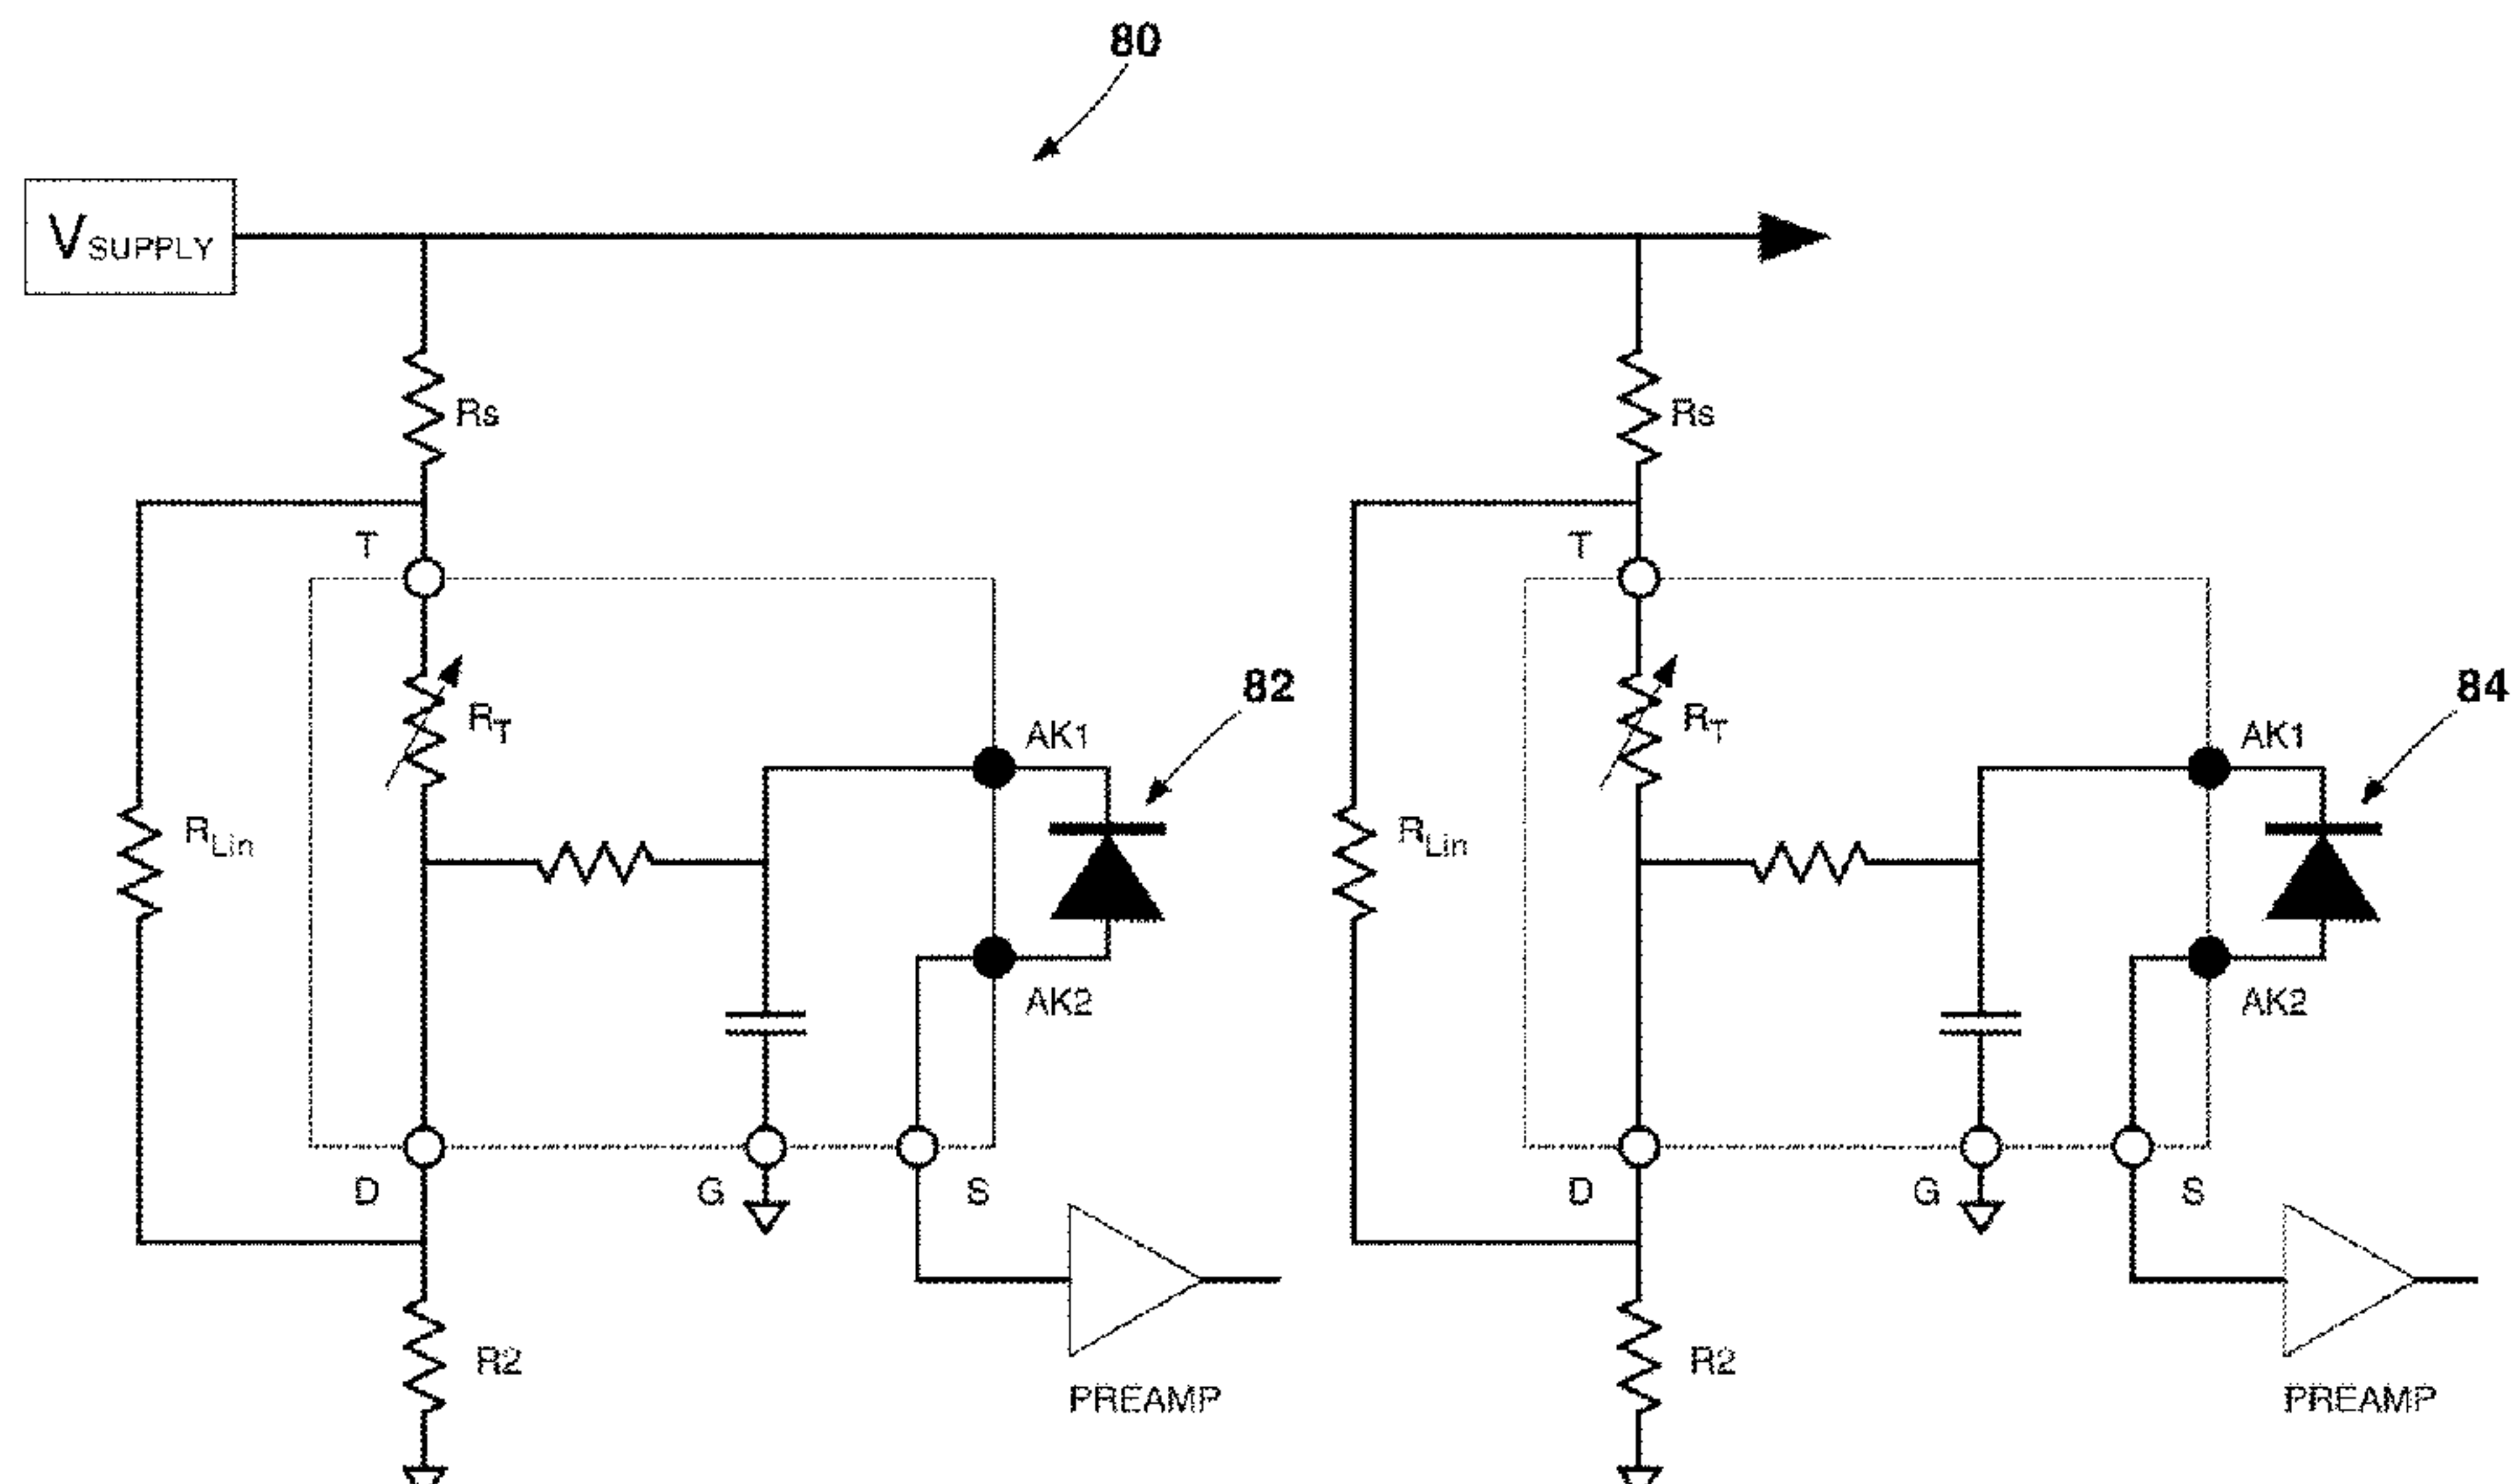 80
VSUPPLY
Rs
Rs
T
T
RT
82
RT
84
AK1
AK1
RLin
RLin
AK2
AK2
D
G
S
D
G
S
R2
R2
PREAMP
PREAMP